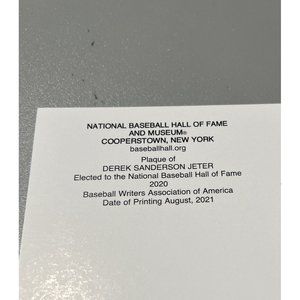 NATIONAL BASEBALL HALL OF FAME
AND MUSEUM®
COOPERSTOWN, NEW YORK
baseballhall.org
Plaque of
DEREK SANDERSON JETER
Elected to the National Baseball Hall of Fame
2020
Baseball Writers Association of America
Date of Printing August, 2021